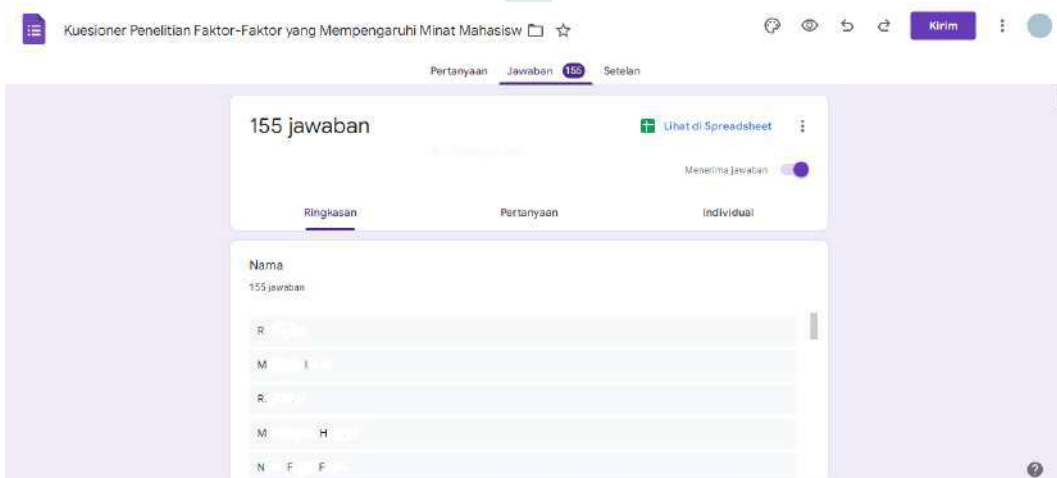 Kuesioner Penelitian Faktor-Faktor yang Mempengaruhi Minat Mahasisw
Kirim
Pertanyaan Jawaban 155 Setelan
155 jawaban
Lihat di Spreadsheet
Menerima jawaban
Ringkasan Pertanyaan Individual
Nama
155 jawaban
R
M I
R.
M H
N F F